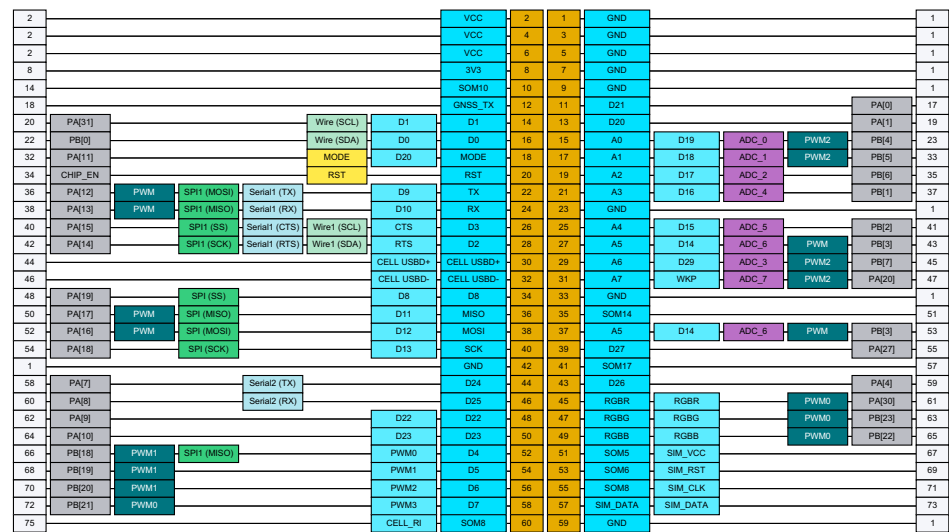 2 VCC 2 1 GND 1
2 VCC 4 3 GND 1
2 VCC 6 5 GND 1
8 3V3 8 7 GND 1
14 SOM10 10 9 GND 1
18 GNSS_TX 12 11 D21 PA[0] 17
20 PA[31] Wire (SCL) D1 D1 14 13 D20 PA[1] 19
22 PB[0] Wire (SDA) D0 D0 16 15 A0 D19 ADC_0 PWM2 PB[4] 23
32 PA[11] MODE D20 MODE 18 17 A1 D18 ADC_1 PWM2 PB[5] 33
34 CHIP_EN RST RST 20 19 A2 D17 ADC_2 PB[6] 35
36 PA[12] PWM SPI1 (MOSI) Serial1 (TX) D9 TX 22 21 A3 D16 ADC_4 PB[1] 37
38 PA[13] PWM SPI1 (MISO) Serial1 (RX) D10 RX 24 23 GND 1
40 PA[15] SPI1 (SS) Serial1 (CTS) Wire1 (SCL) CTS D3 26 25 A4 D15 ADC_5 PB[2] 41
42 PA[14] SPI1 (SCK) Serial1 (RTS) Wire1 (SDA) RTS D2 28 27 A5 D14 ADC_6 PWM PB[3] 43
44 CELL USBD+ CELL USBD+ 30 29 A6 D29 ADC_3 PWM2 PB[7] 45
46 CELL USBD- CELL USBD- 32 31 A7 WKP ADC_7 PWM2 PA[20] 47
48 PA[19] SPI (SS) D8 D8 34 33 GND 1
50 PA[17] PWM SPI (MISO) D11 MISO 36 35 SOM14 51
52 PA[16] PWM SPI (MOSI) D12 MOSI 38 37 A5 D14 ADC_6 PWM PB[3] 53
54 PA[18] SPI (SCK) D13 SCK 40 39 D27 PA[27] 55
1 GND 42 41 SOM17 57
58 PA[7] Serial2 (TX) D24 44 43 D26 PA[4] 59
60 PA[8] Serial2 (RX) D25 46 45 RGBR RGBR PWM0 PA[30] 61
62 PA[9] D22 D22 48 47 RGBG RGBG PWM0 PB[23] 63
64 PA[10] D23 D23 50 49 RGBB RGBB PWM0 PB[22] 65
66 PB[18] PWM1 SPI1 (MISO) PWM0 D4 52 51 SOM5 SIM_VCC 67
68 PB[19] PWM1 PWM1 D5 54 53 SOM6 SIM_RST 69
70 PB[20] PWM1 PWM2 D6 56 55 SOM8 SIM_CLK 71
72 PB[21] PWM0 PWM3 D7 58 57 SIM_DATA SIM_DATA 73
75 CELL_RI SOM8 60 59 GND 1